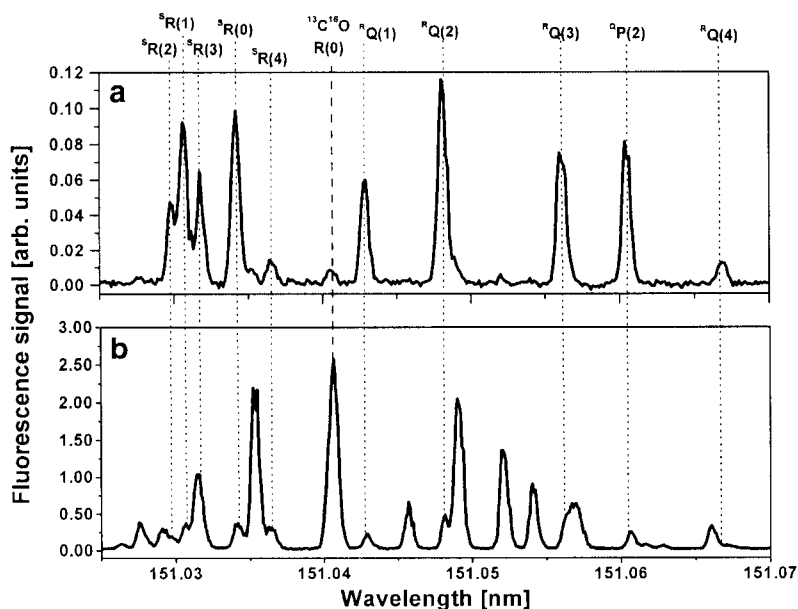 ˢR(2) ˢR(1) ˢR(3) ˢR(0) ˢR(4) ¹³C¹⁶O R(0) ᴿQ(1) ᴿQ(2) ᴿQ(3) ᑫP(2) ᴿQ(4)
a
0.12
0.10
0.08
0.06
0.04
0.02
0.00
b
3.00
2.50
2.00
1.50
1.00
0.50
0.00
Fluorescence signal [arb. units]
151.03 151.04 151.05 151.06 151.07
Wavelength [nm]